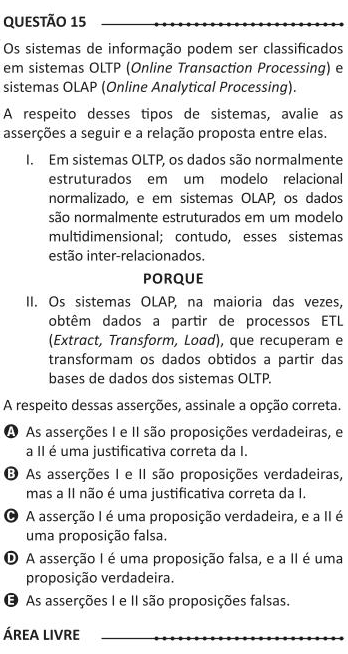 QUESTÃO 15
Os sistemas de informação podem ser classificados
em sistemas OLTP (Online Transaction Processing) e
sistemas OLAP (Online Analytical Processing).
A respeito desses tipos de sistemas, avalie as
asserções a seguir e a relação proposta entre elas.
I. Em sistemas OLTP, os dados são normalmente
estruturados em um modelo relacional
normalizado, e em sistemas OLAP, os dados
são normalmente estruturados em um modelo
multidimensional; contudo, esses sistemas
estão inter-relacionados.
PORQUE
II. Os sistemas OLAP, na maioria das vezes,
obtêm dados a partir de processos ETL
(Extract, Transform, Load), que recuperam e
transformam os dados obtidos a partir das
bases de dados dos sistemas OLTP.
A respeito dessas asserções, assinale a opção correta.
A As asserções I e II são proposições verdadeiras, e
a II é uma justificativa correta da I.
B As asserções I e II são proposições verdadeiras,
mas a II não é uma justificativa correta da I.
C A asserção I é uma proposição verdadeira, e a II é
uma proposição falsa.
D A asserção I é uma proposição falsa, e a II é uma
proposição verdadeira.
E As asserções I e II são proposições falsas.
ÁREA LIVRE